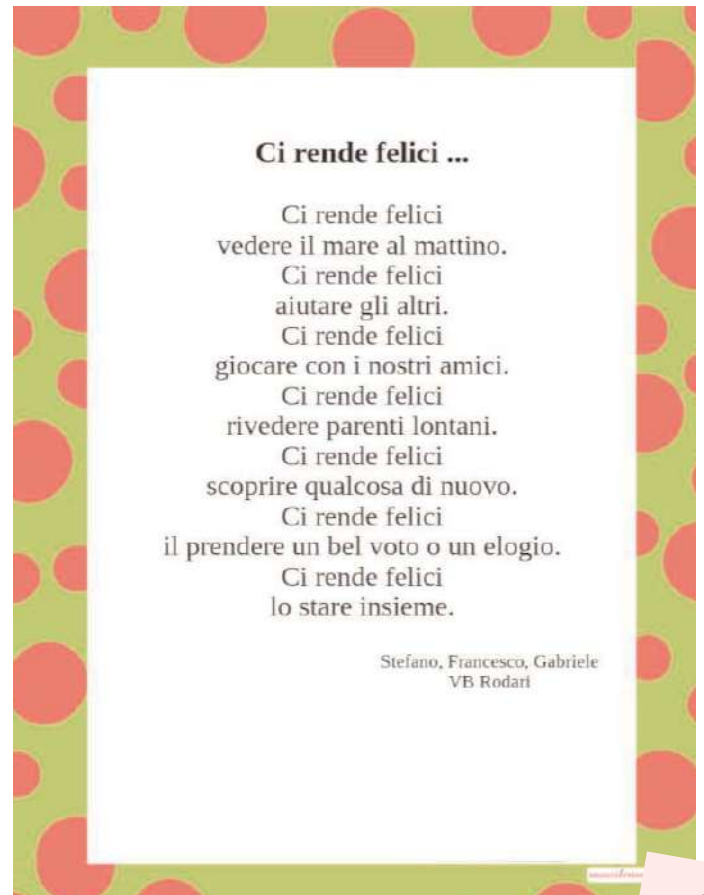 Ci rende felici ...
Ci rende felici
vedere il mare al mattino.
Ci rende felici
aiutare gli altri.
Ci rende felici
giocare con i nostri amici.
Ci rende felici
rivedere parenti lontani.
Ci rende felici
scoprire qualcosa di nuovo.
Ci rende felici
il prendere un bel voto o un elogio.
Ci rende felici
lo stare insieme.
Stefano, Francesco, Gabriele
VB Rodari